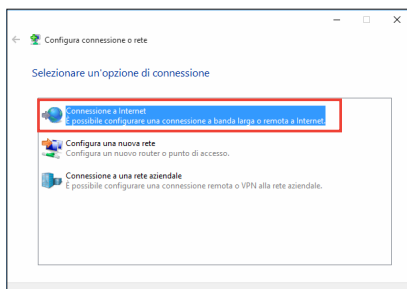 Configura connessione o rete
Selezionare un'opzione di connessione
Connessione a Internet
È possibile configurare una connessione a banda larga o remota a Internet.
Configura una nuova rete
Configura un nuovo router o punto di accesso.
Connessione a una rete aziendale
È possibile configurare una connessione remota o VPN alla rete aziendale.